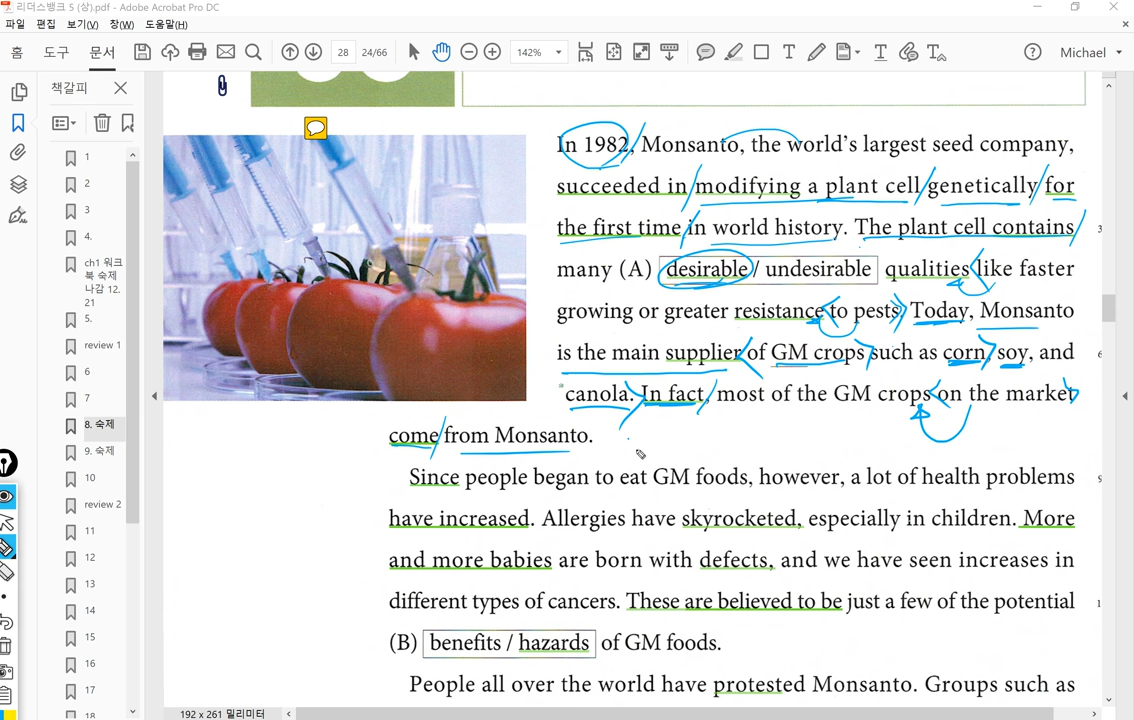 리더스뱅크 5 (상).pdf - Adobe Acrobat Pro DC
파일 편집 보기(V) 창(W) 도움말(H)
홈 도구 문서 28 24/66 142% Michael
책갈피
1
2
3
4.
ch1 워크
북 숙제
나감 12.
21
5.
review 1
6
7
8. 숙제
9. 숙제
10
review 2
11
12
13
14
15
16
17
18
In 1982, Monsanto, the world's largest seed company,
succeeded in modifying a plant cell genetically for
the first time in world history. The plant cell contains 3
many (A) desirable / undesirable qualities like faster
growing or greater resistance to pests. Today, Monsanto
is the main supplier of GM crops such as corn, soy, and 6
*canola. In fact, most of the GM crops on the market
come from Monsanto.
Since people began to eat GM foods, however, a lot of health problems 9
have increased. Allergies have skyrocketed, especially in children. More
and more babies are born with defects, and we have seen increases in
different types of cancers. These are believed to be just a few of the potential 1
(B) benefits / hazards of GM foods.
People all over the world have protested Monsanto. Groups such as
192 x 261 밀리미터